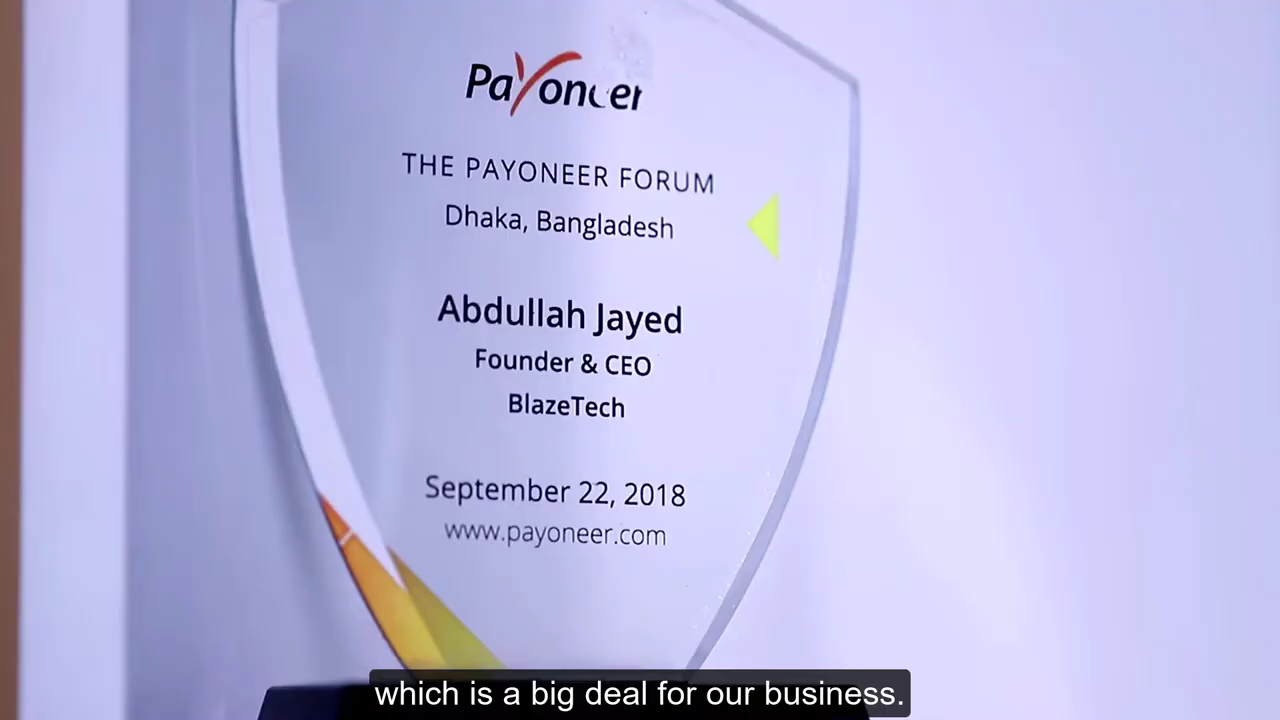 Payoneer
THE PAYONEER FORUM
Dhaka, Bangladesh
Abdullah Jayed
Founder & CEO
BlazeTech
September 22, 2018
www.payoneer.com
which is a big deal for our business.